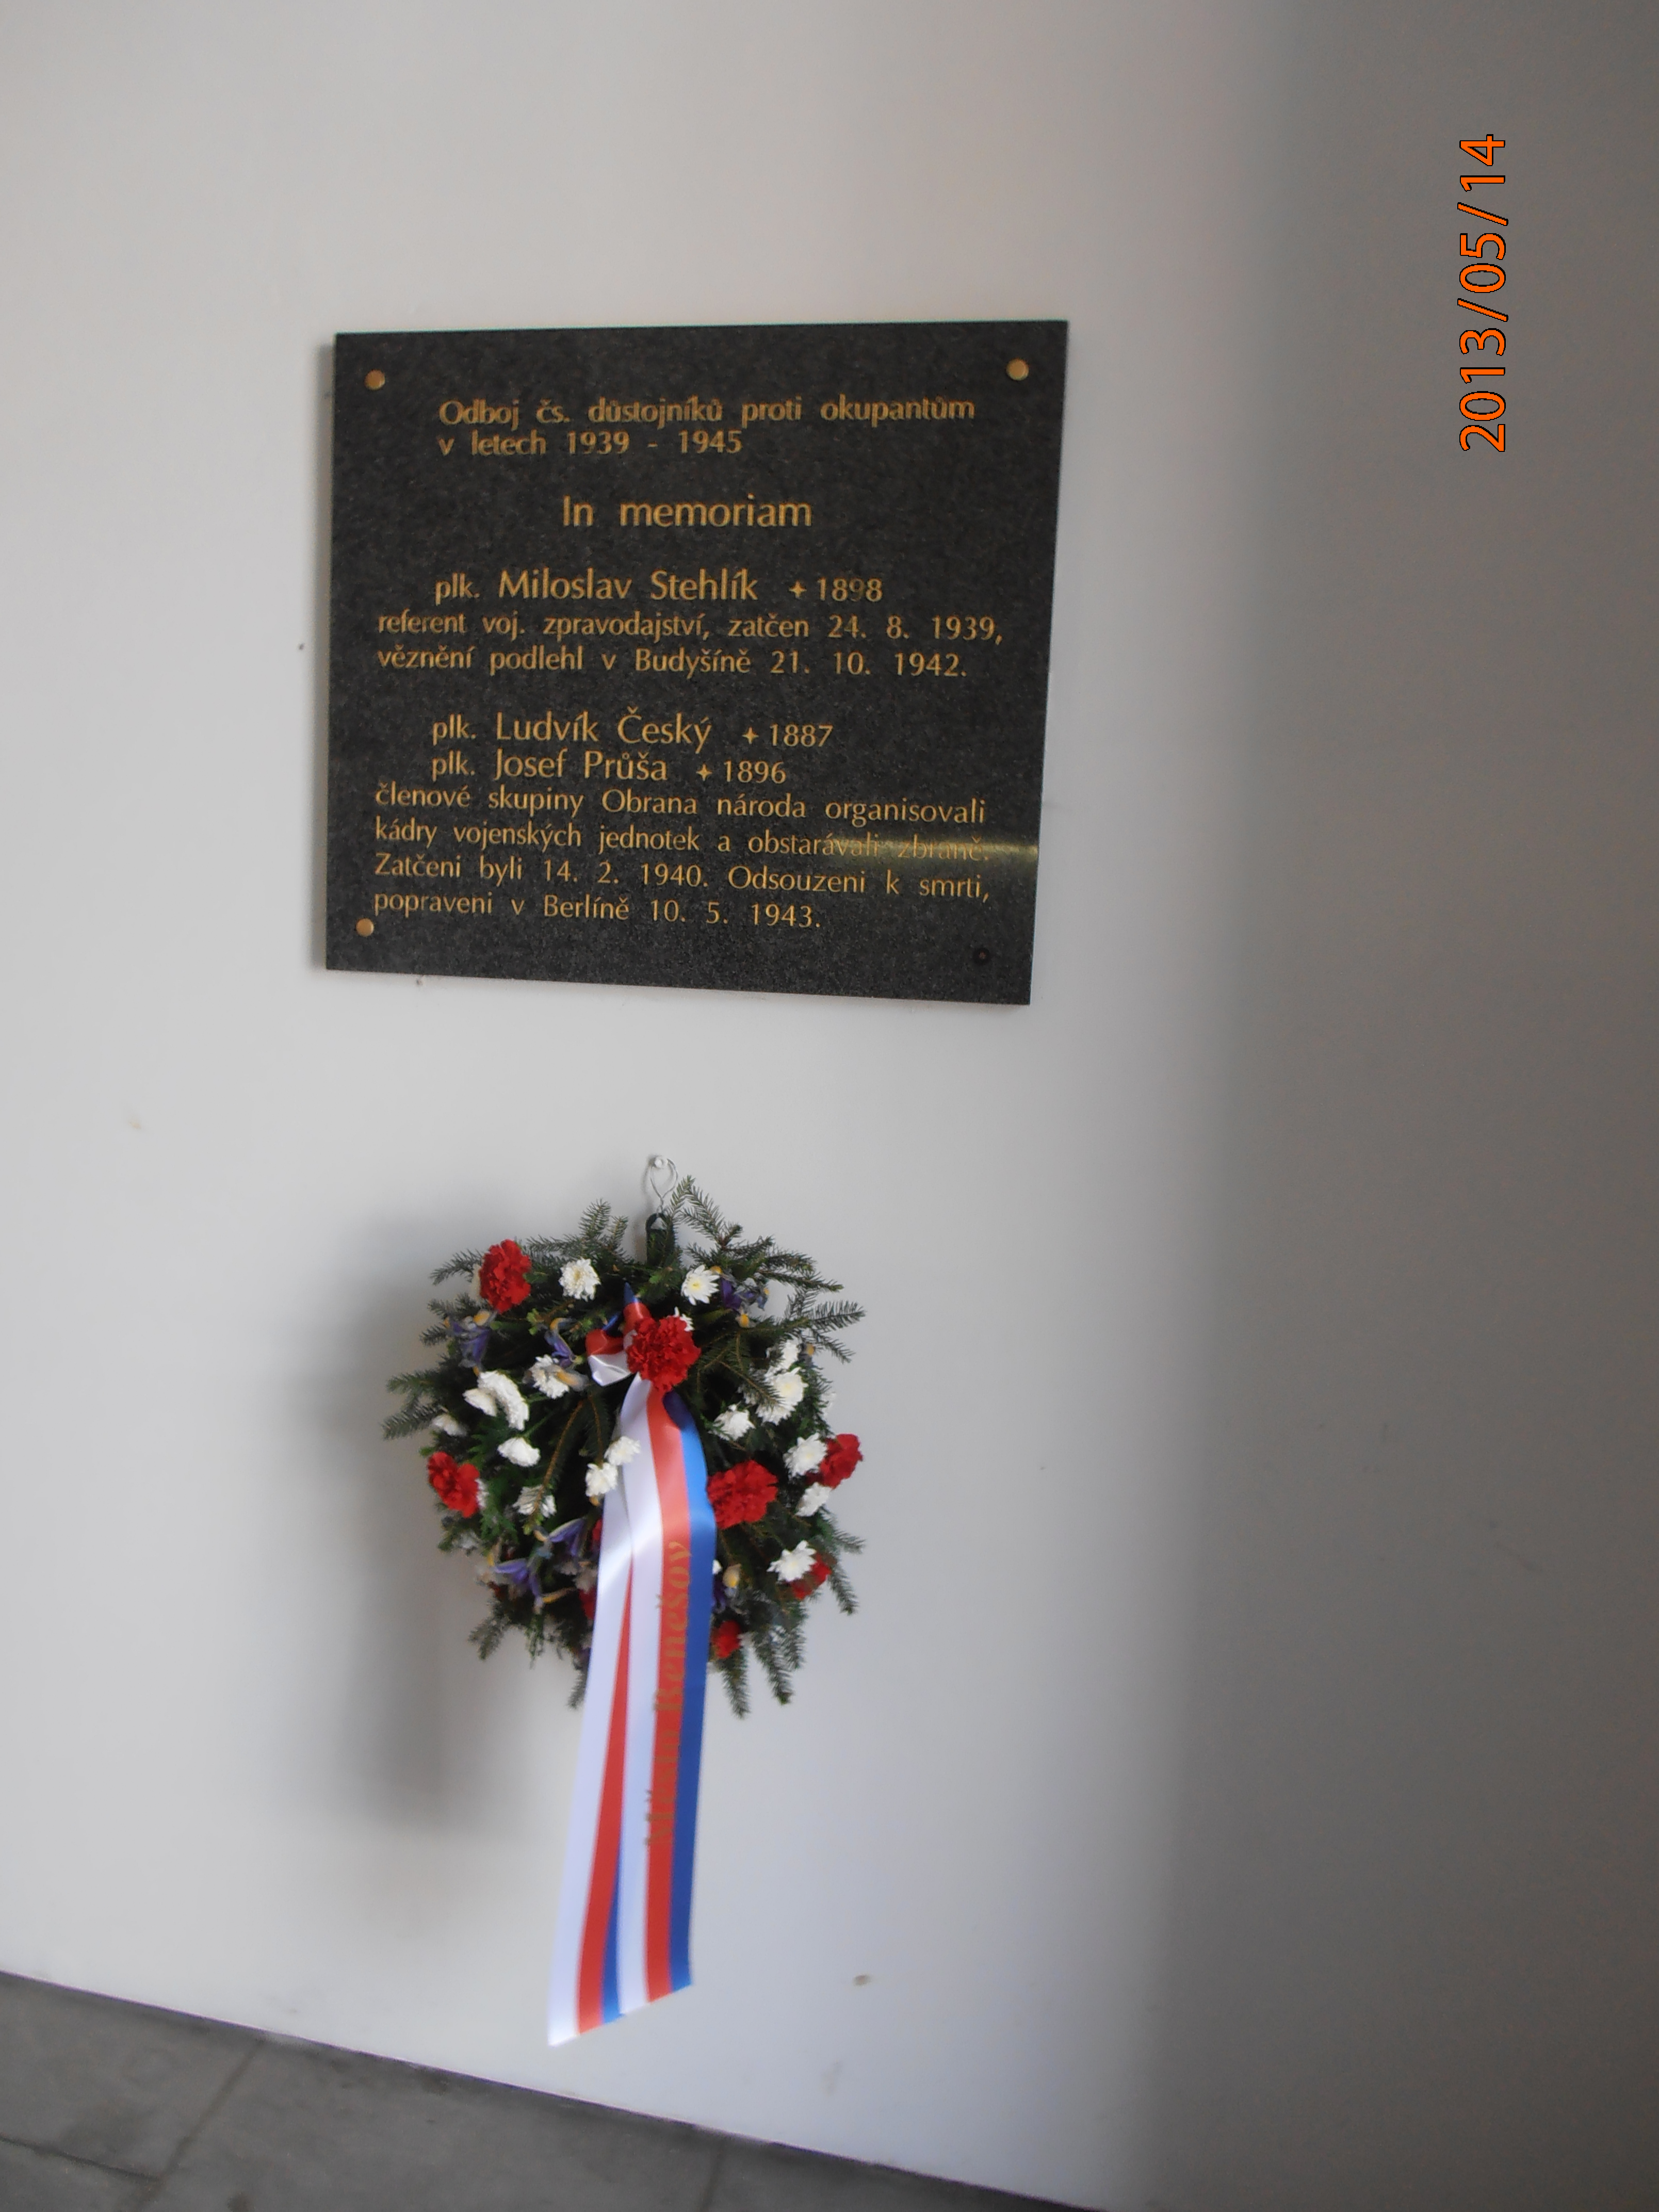 Odboj čs. důstojníků proti okupantům
v letech 1939 - 1945
In memoriam
plk. Miloslav Stehlík ✦ 1898
referent voj. zpravodajství, zatčen 24. 8. 1939,
věznění podlehl v Budyšíně 21. 10. 1942.
plk. Ludvík Český ✦ 1887
plk. Josef Průša ✦ 1896
členové skupiny Obrana národa organisovali
kádry vojenských jednotek a obstarávali zbraně.
Zatčeni byli 14. 2. 1940. Odsouzeni k smrti,
popraveni v Berlíně 10. 5. 1943.
Město Benešov
2013/05/14